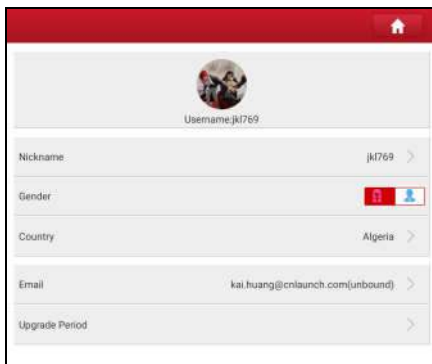 Username:jkl769
Nickname jkl769
Gender
Country Algeria
Email kai.huang@cnlaunch.com(unbound)
Upgrade Period